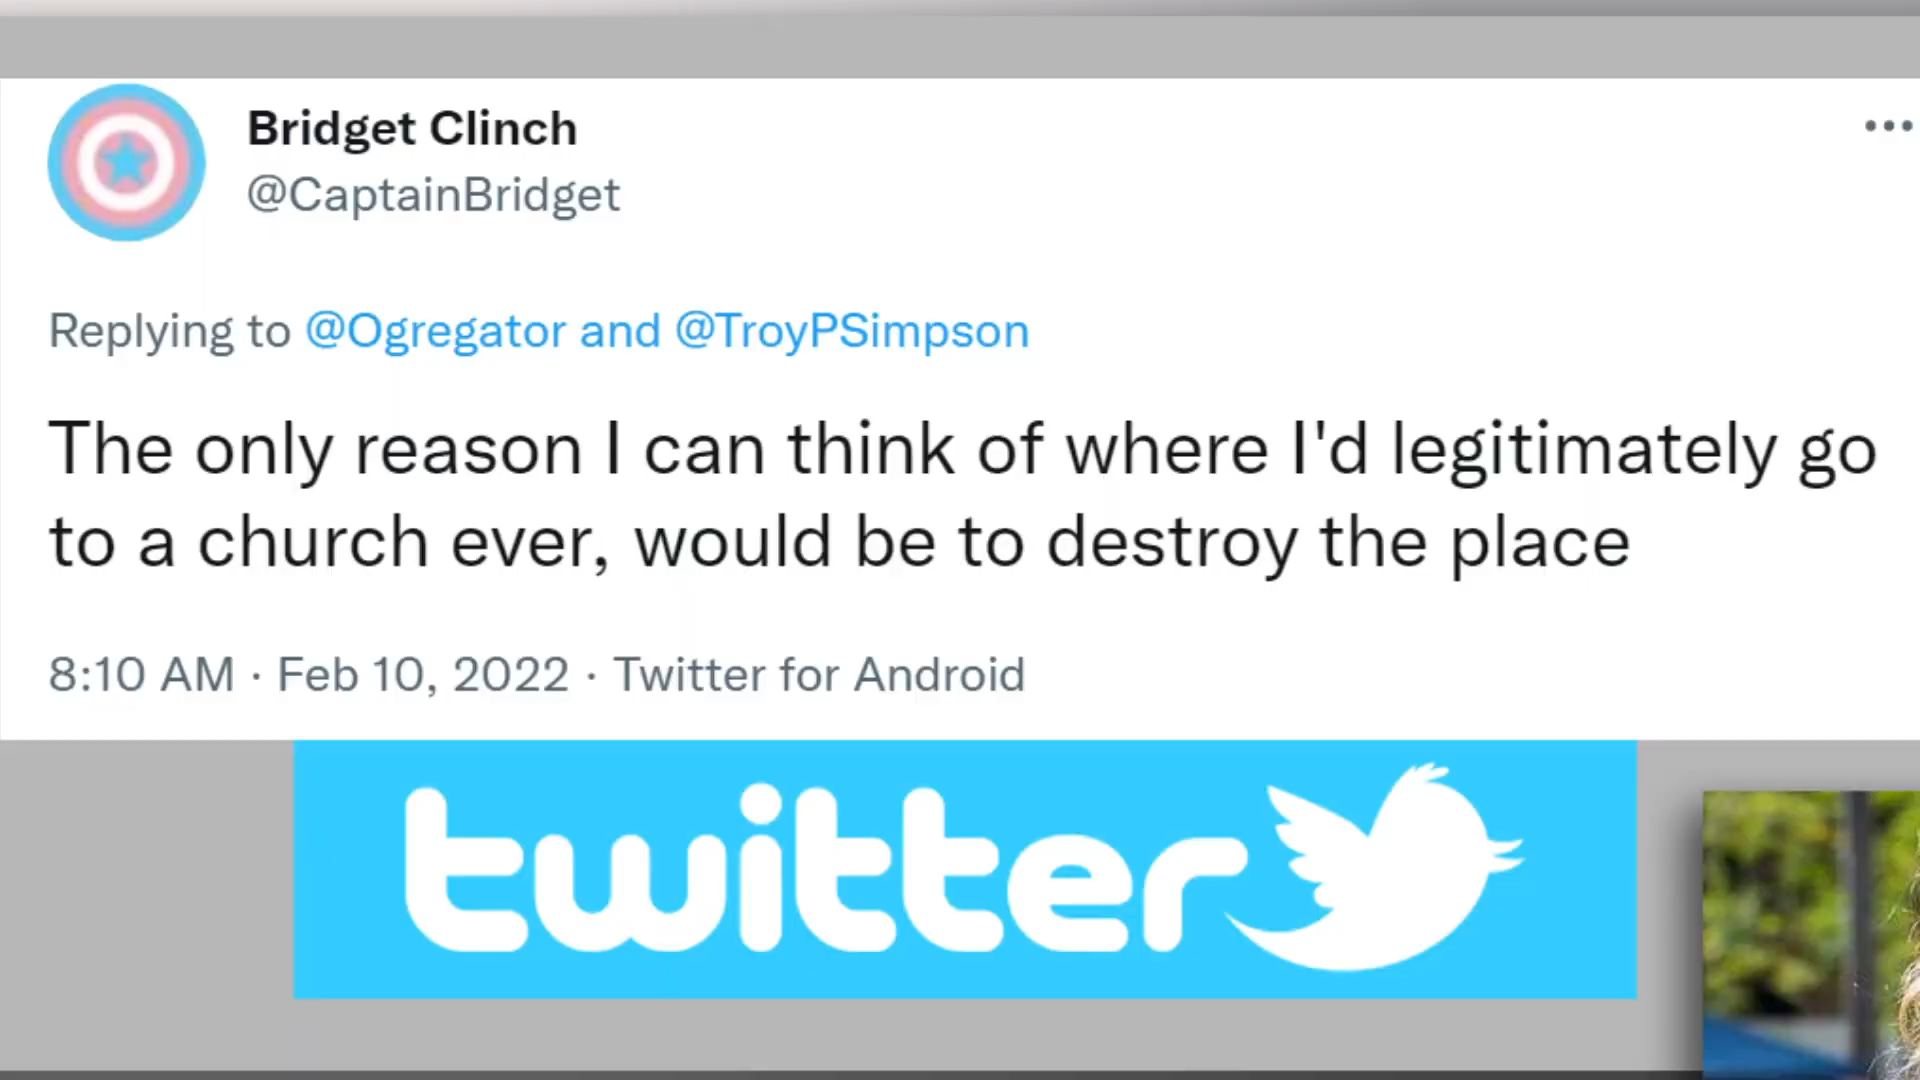 Bridget Clinch
@CaptainBridget
Replying to @Ogregator and @TroyPSimpson
The only reason I can think of where I'd legitimately go
to a church ever, would be to destroy the place
8:10 AM · Feb 10, 2022 · Twitter for Android
twitter